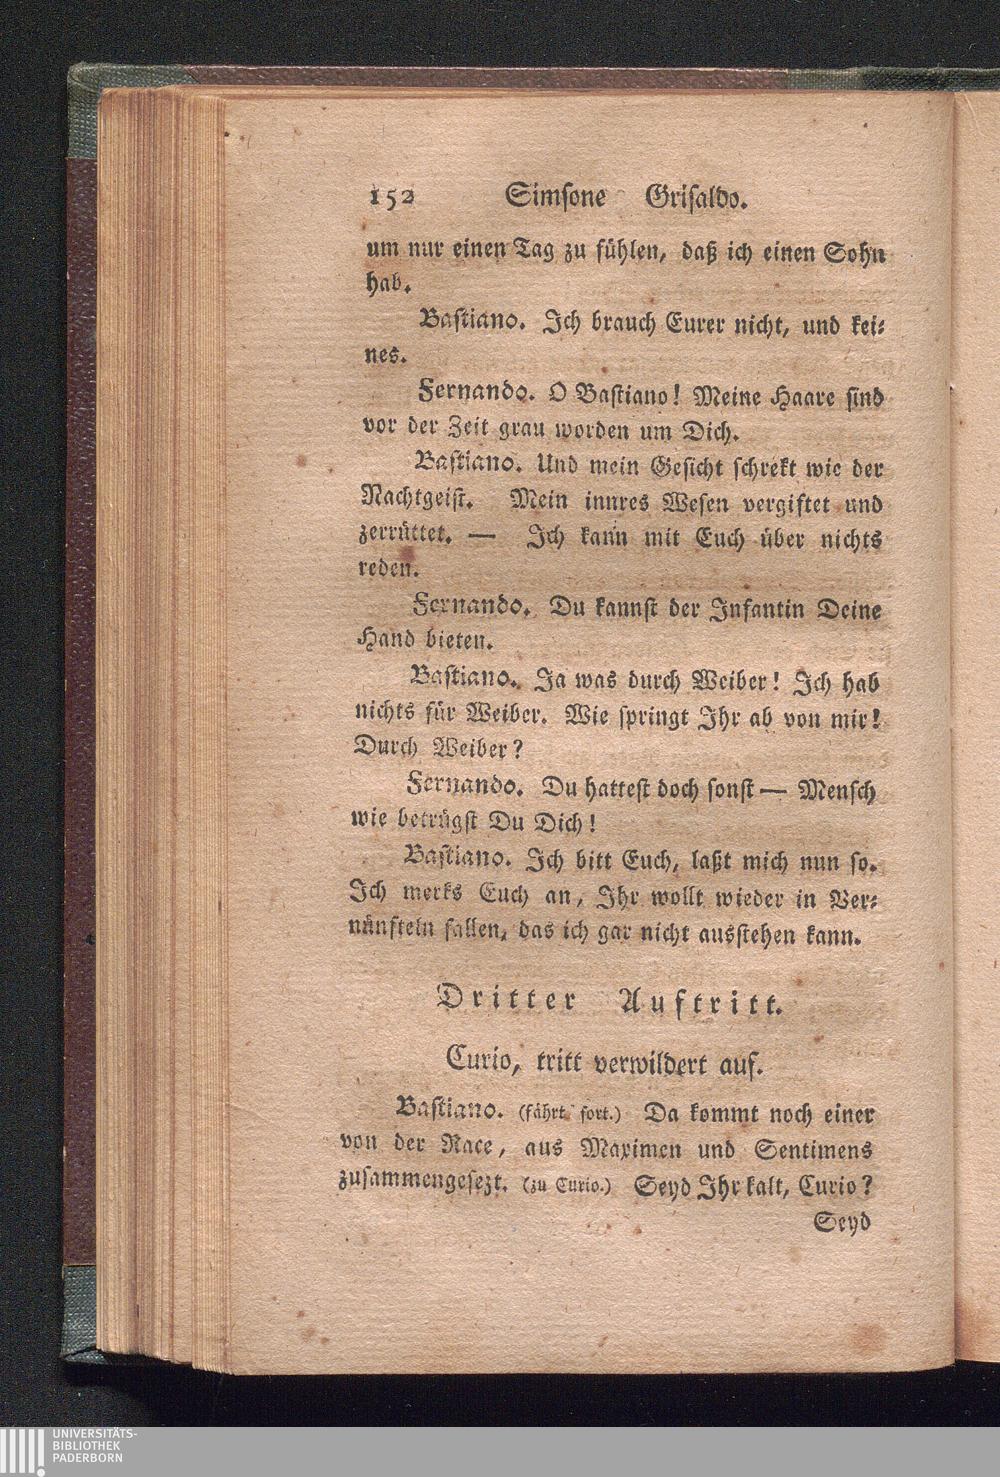 152 Simsone Grisaldo.
um nur einen Tag zu fühlen, daß ich einen Sohn
hab.
Bastiano. Ich brauch Eurer nicht, und kei-
nes.
Fernando. O Bastiano! Meine Haare sind
vor der Zeit grau worden um Dich.
Bastiano. Und mein Gesicht schrekt wie der
Nachtgeist. Mein innres Wesen vergiftet und
zerrüttet. — Ich kann mit Euch über nichts
reden.
Fernando. Du kannst der Infantin Deine
Hand bieten.
Bastiano. Ja was durch Weiber! Ich hab
nichts für Weiber. Wie springt Ihr ab von mir!
Durch Weiber?
Fernando. Du hattest doch sonst — Mensch
wie betrügst Du Dich!
Bastiano. Ich bitt Euch, laßt mich nun so.
Ich merks Euch an, Ihr wollt wieder in Ver-
nünfteln fallen, das ich gar nicht ausstehen kann.
Dritter Auftritt.
Curio, tritt verwildert auf.
Bastiano. (fährt fort.) Da kommt noch einer
von der Race, aus Maximen und Sentimens
zusammengesezt. (zu Curio.) Seyd Ihr kalt, Curio?
Seyd
UNIVERSITÄTS-
BIBLIOTHEK
PADERBORN